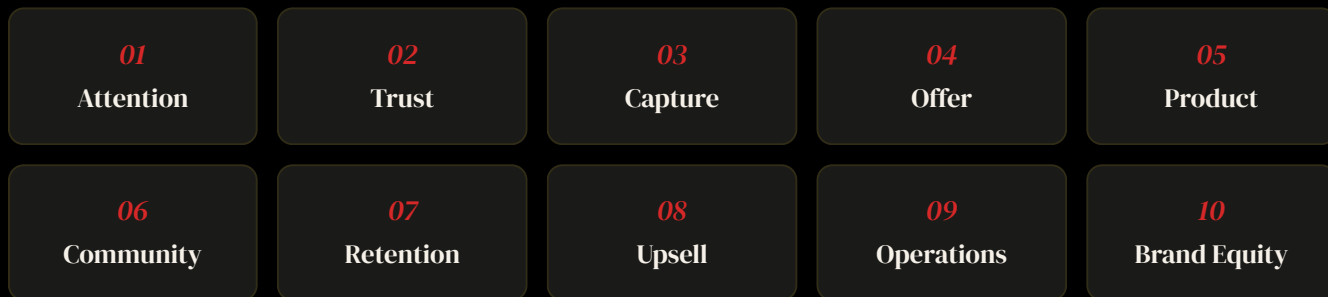 01
Attention
02
Trust
03
Capture
04
Offer
05
Product
06
Community
07
Retention
08
Upsell
09
Operations
10
Brand Equity